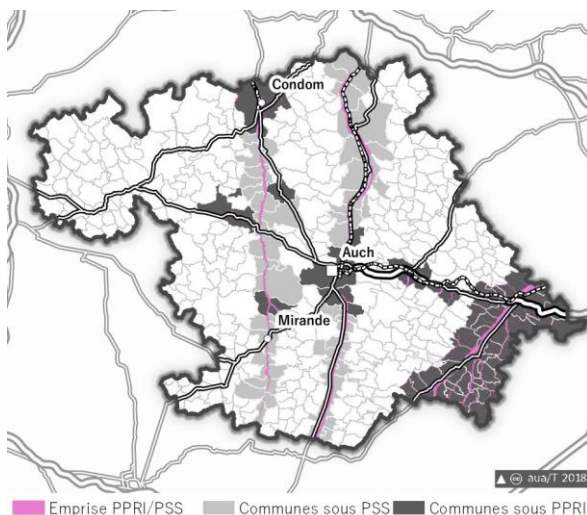 Condom
Auch
Mirande
aua/T 2018
Emprise PPRI/PSS
Communes sous PSS
Communes sous PPRI